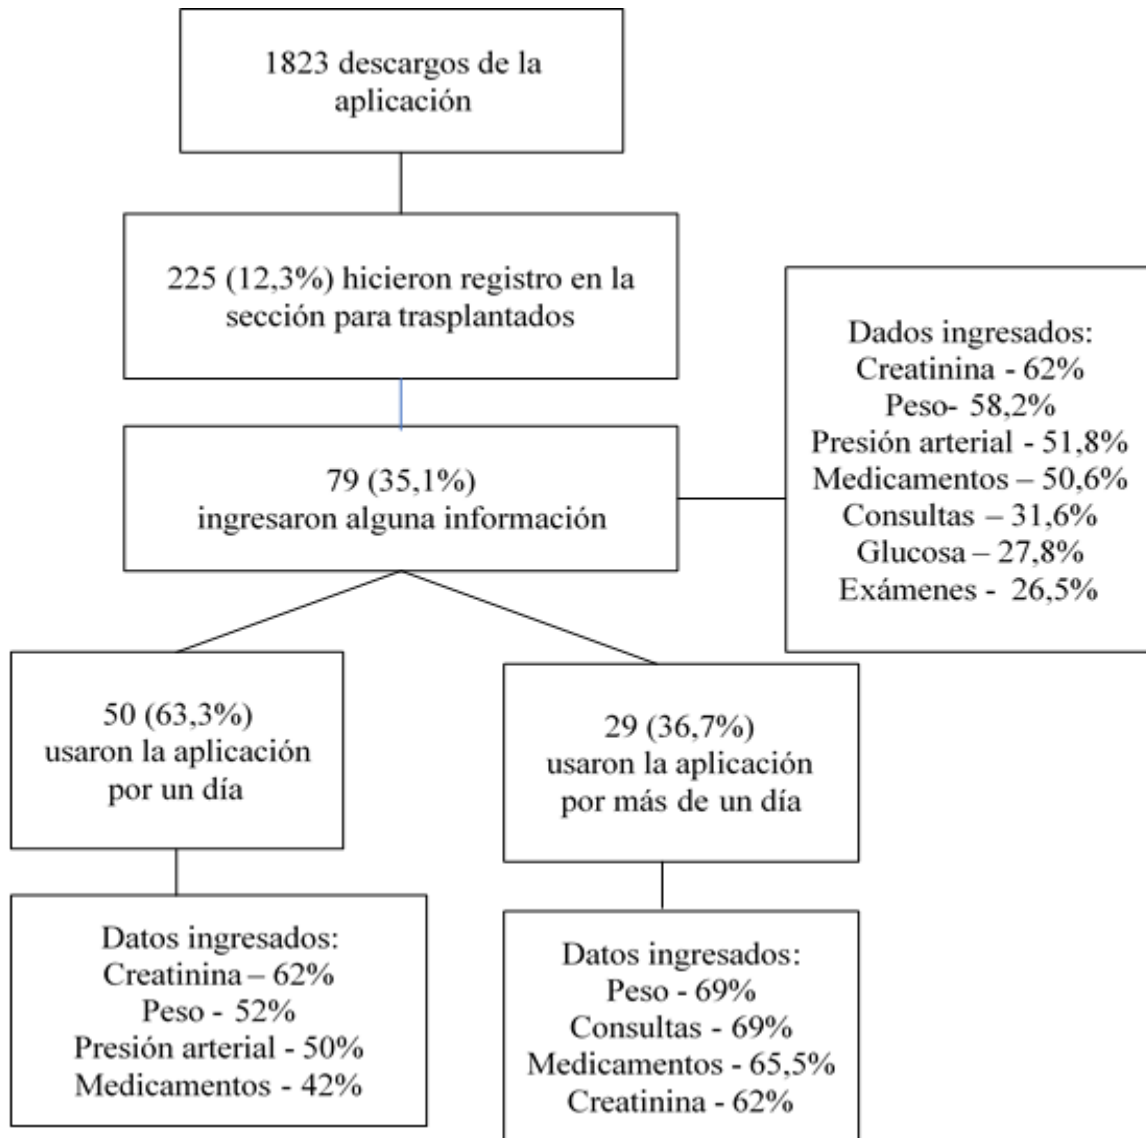 1823 descargos de la
aplicación
225 (12,3%) hicieron registro en la
sección para trasplantados
79 (35,1%)
ingresaron alguna información
Dados ingresados:
Creatinina - 62%
Peso- 58,2%
Presión arterial - 51,8%
Medicamentos – 50,6%
Consultas – 31,6%
Glucosa – 27,8%
Exámenes - 26,5%
50 (63,3%)
usaron la aplicación
por un día
29 (36,7%)
usaron la aplicación
por más de un día
Datos ingresados:
Creatinina – 62%
Peso - 52%
Presión arterial - 50%
Medicamentos - 42%
Datos ingresados:
Peso - 69%
Consultas - 69%
Medicamentos - 65,5%
Creatinina - 62%